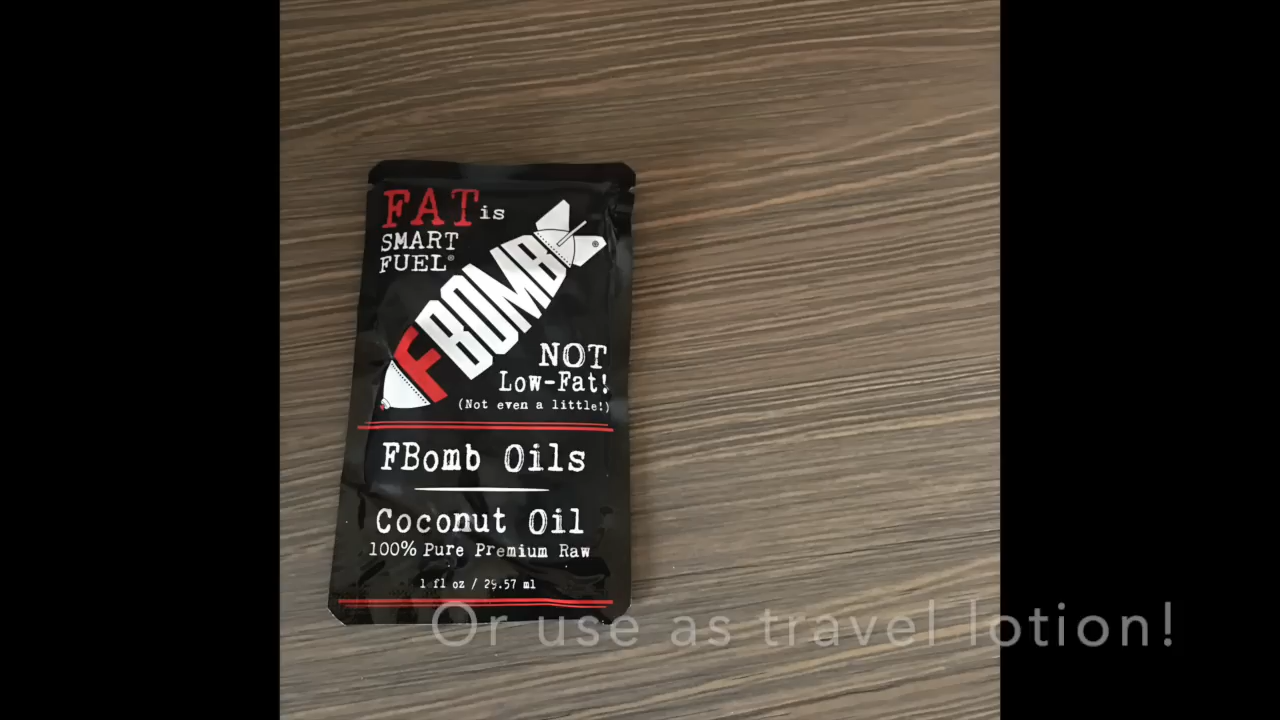 FAT is
SMART
FUEL®
FBOMB
®
NOT
Low-Fat!
(Not even a little!)
FBomb Oils
Coconut Oil
100% Pure Premium Raw
1 fl oz / 29.57 ml
Or use as travel lotion!